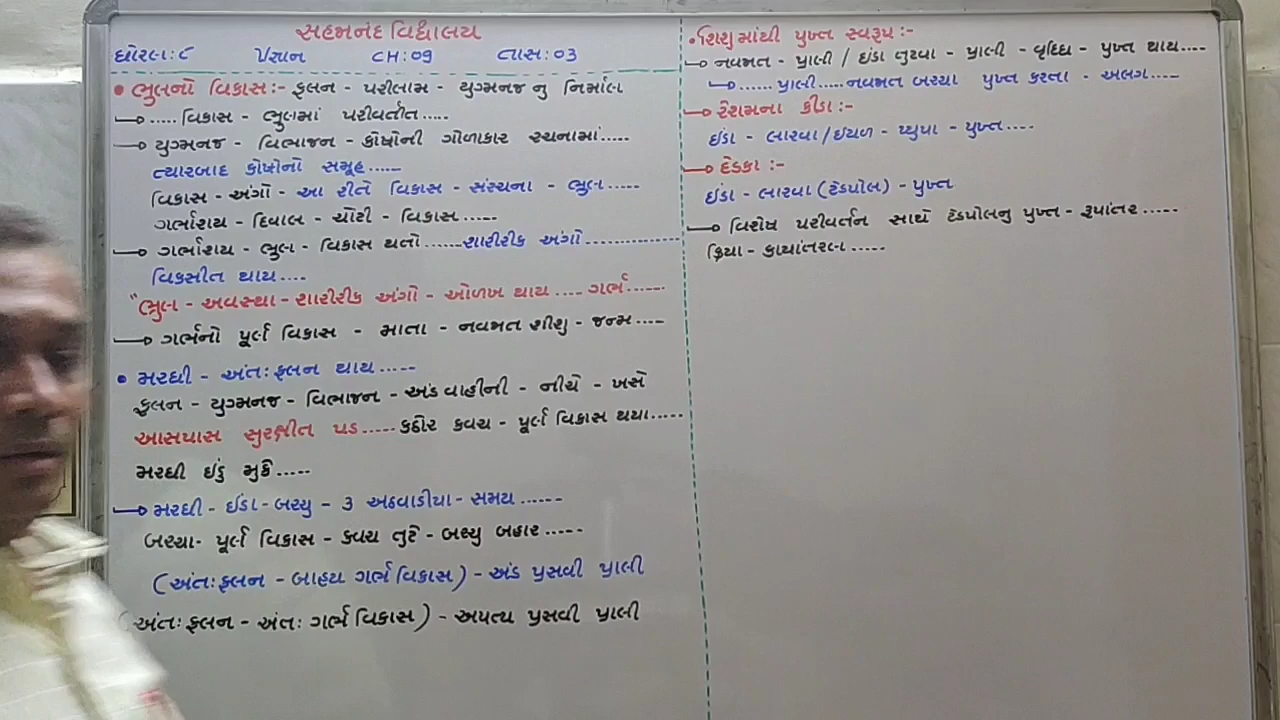 સહજાનંદ વિદ્યાલય
ધોરણ: ૮ વિજ્ઞાન CH: 09 તાસ: 03
• ભ્રુણનો વિકાસ:- ફલન - પરીણામ - યુગ્મનજ નુ નિર્માણ
→ ..... વિકાસ - ભ્રુણમાં પરીવર્તીત .....
→ યુગ્મનજ - વિભાજન - કોષોની ગોળાકાર રચનામાં.....
ત્યારબાદ કોષોનો સમૂહ......
વિકાસ - અંગો - આ રીતે વિકાસ - સંરચના - ભ્રુણ .....
ગર્ભાશય - દિવાલ - ચોંટી - વિકાસ .....
→ ગર્ભાશય - ભ્રુણ - વિકાસ થતો ...... શારીરીક અંગો ..............
વિકસીત થાય ....
"ભ્રુણ - અવસ્થા - શારીરીક અંગો - ઓળખ થાય .... ગર્ભ ......
→ ગર્ભનો પૂર્ણ વિકાસ - માતા - નવજાત શીશુ - જન્મ ....
• મરઘી - અંતઃફલન થાય .....
ફલન - યુગ્મનજ - વિભાજન - અંડવાહીની - નીચે - ખસે
આસપાસ સુરક્ષીત પડ ..... કઠોર કવચ - પૂર્ણ વિકાસ થયા .....
મરઘી ઈંડુ મુકે .....
→ મરઘી - ઈંડા - બચ્ચુ - 3 અઠવાડીયા - સમય ......
બચ્ચા - પૂર્ણ વિકાસ - કવચ તુટે - બચ્ચુ બહાર .....
(અંતઃફલન - બાહ્ય ગર્ભ વિકાસ) - અંડ પ્રસવી પ્રાણી
(અંતઃફલન - અંતઃ ગર્ભ વિકાસ) - અપત્ય પ્રસવી પ્રાણી
• શિશુ માંથી પુખ્ત સ્વરૂપ:-
→ નવજાત - પ્રાણી / ઇંડા તુટવા - પ્રાણી - વૃદ્ધિ - પુખ્ત થાય ....
→ ...... પ્રાણી .... નવજાત બચ્ચા પુખ્ત કરતા - અલગ ....
→ રેશમના કીડા:-
ઇંડા - લારવા / ઇયળ - પ્યુપા - પુખ્ત ....
→ દેડકા :-
ઇંડા - લારવા (ટેડપોલ) - પુખ્ત
→ વિશેષ પરીવર્તન સાથે ટેડપોલનુ પુખ્ત - રૂપાંતર .....
ક્રિયા - કાયાંતરણ .....